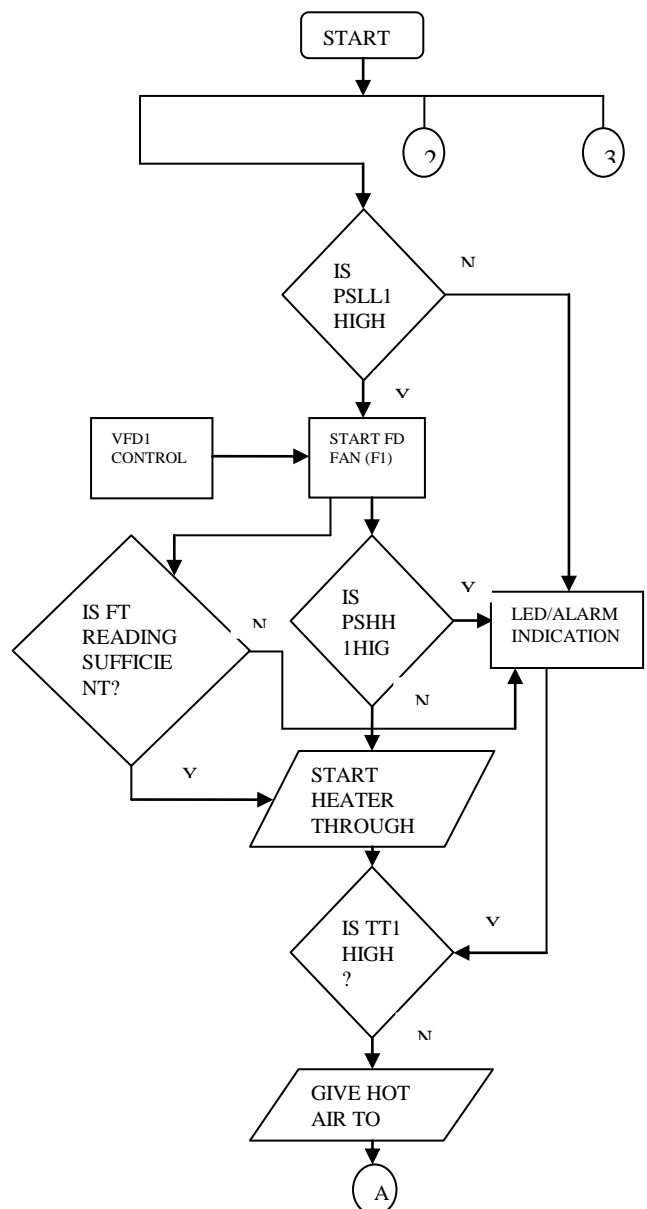 START
2
3
IS
PSLL1
HIGH
N
Y
VFD1
CONTROL
START FD
FAN (F1)
IS FT
READING
SUFFICIE
NT?
N
IS
PSHH
1HIG
Y
LED/ALARM
INDICATION
N
Y
START
HEATER
THROUGH
IS TT1
HIGH
?
Y
N
GIVE HOT
AIR TO
A